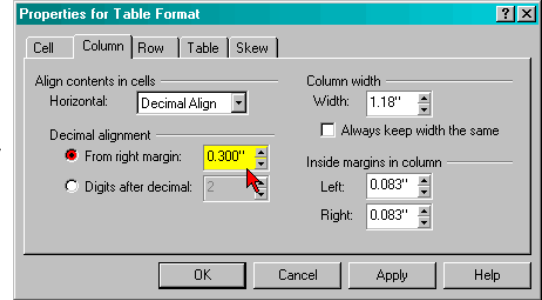 Properties for Table Format
Cell Column Row Table Skew
Align contents in cells
Horizontal: Decimal Align
Decimal alignment
From right margin: 0.300"
Digits after decimal: 2
Column width
Width: 1.18"
Always keep width the same
Inside margins in column
Left: 0.083"
Right: 0.083"
OK Cancel Apply Help